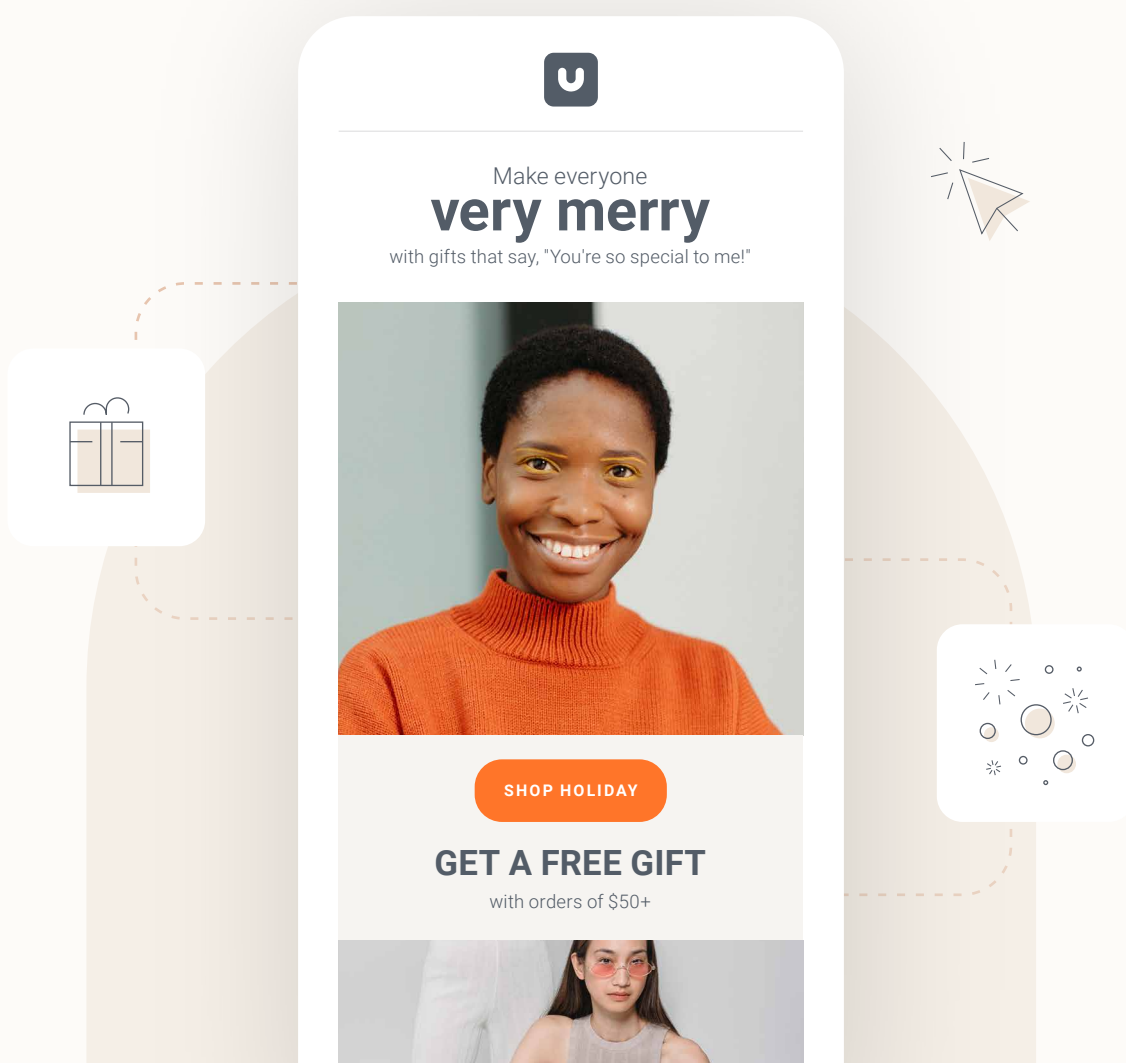 Make everyone
very merry
with gifts that say, "You're so special to me!"
SHOP HOLIDAY
GET A FREE GIFT
with orders of $50+